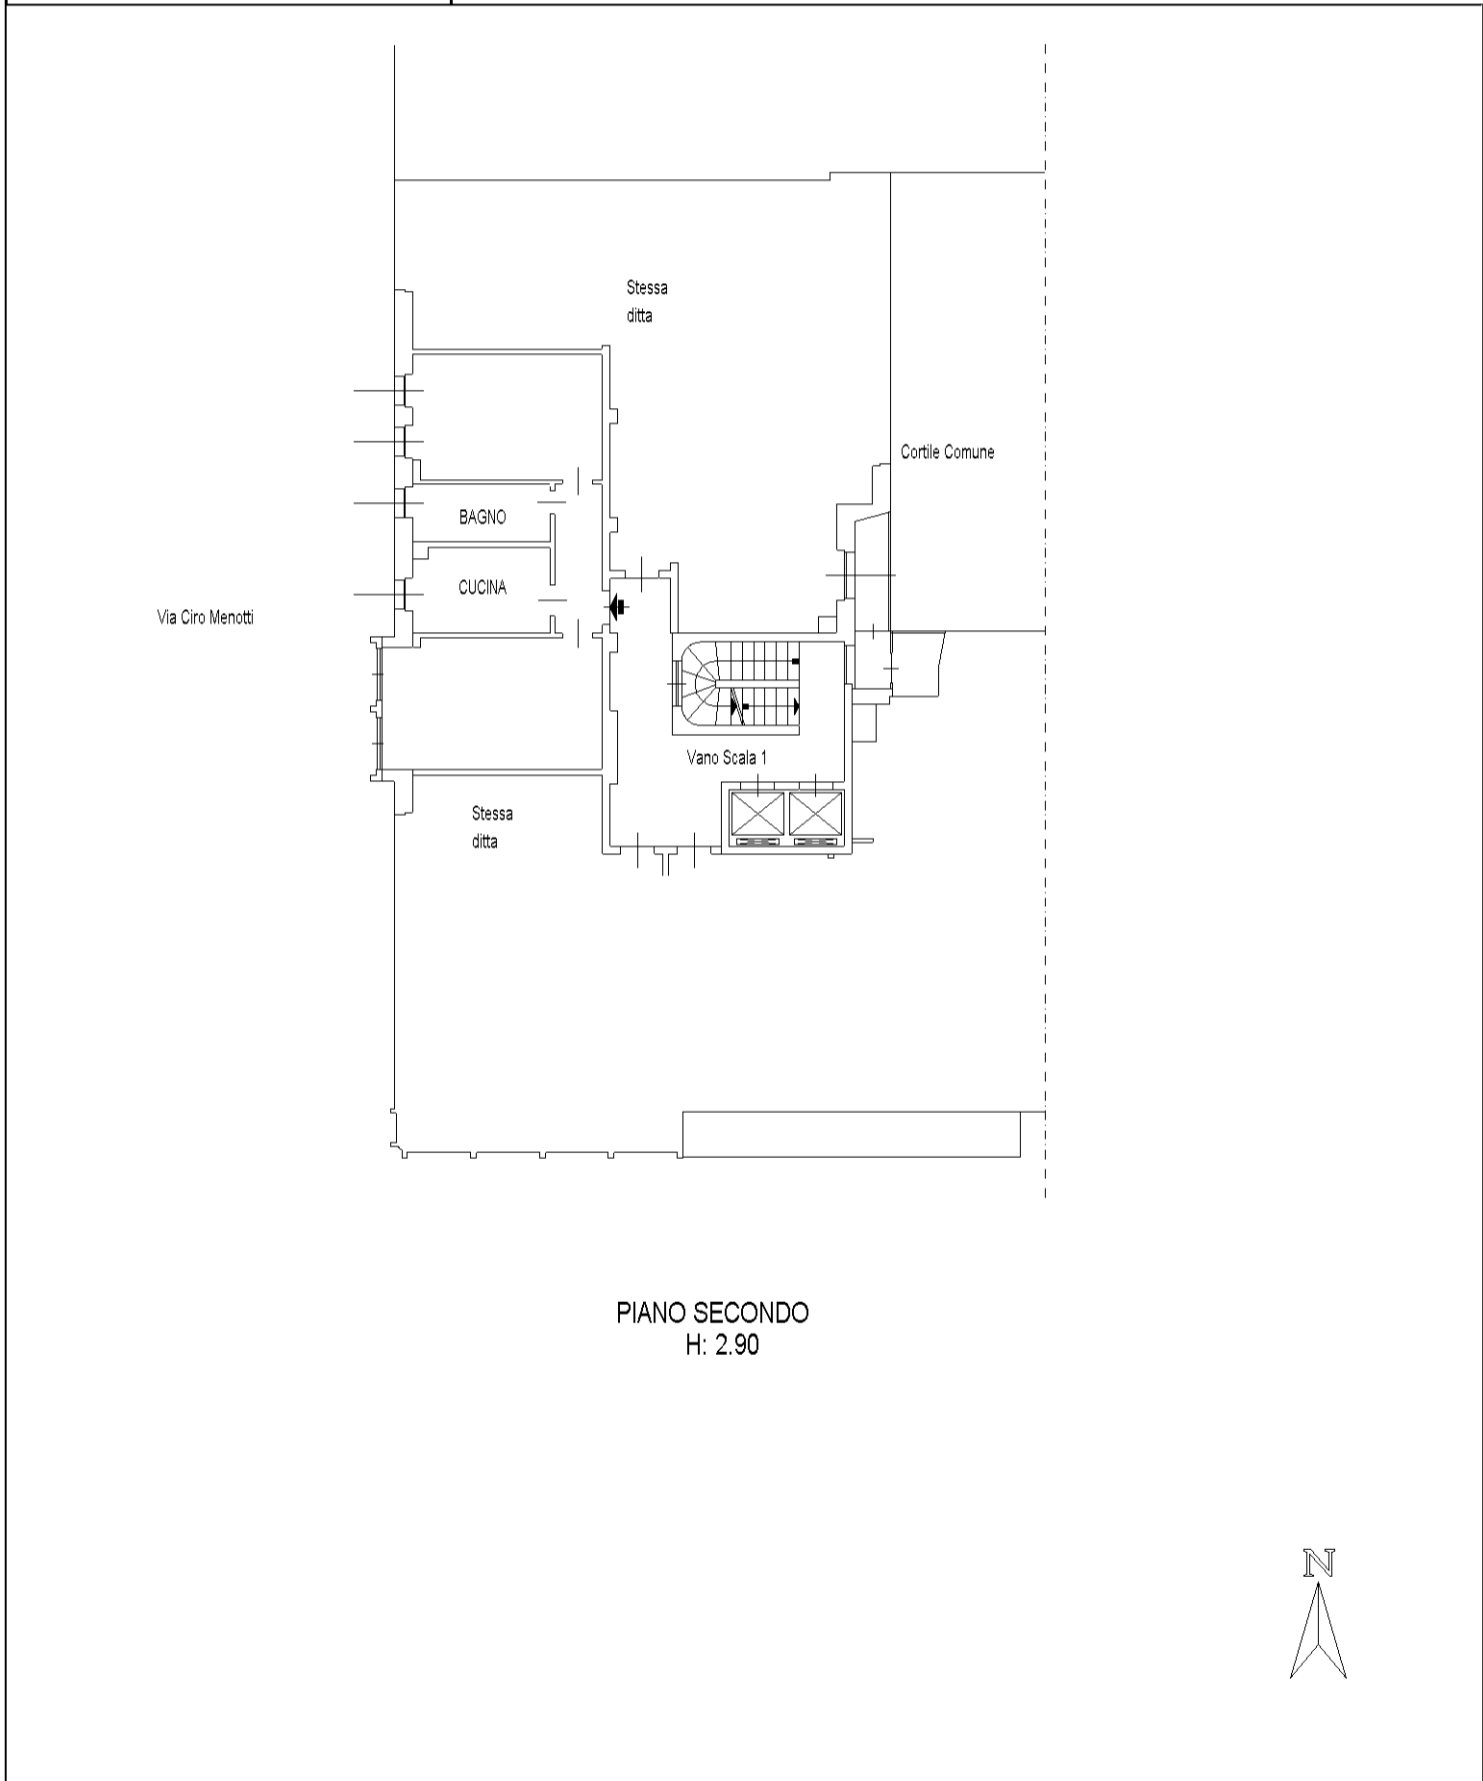 Stessa
ditta
Cortile Comune
BAGNO
CUCINA
Via Ciro Menotti
Vano Scala 1
Stessa
ditta
PIANO SECONDO
H: 2.90
N